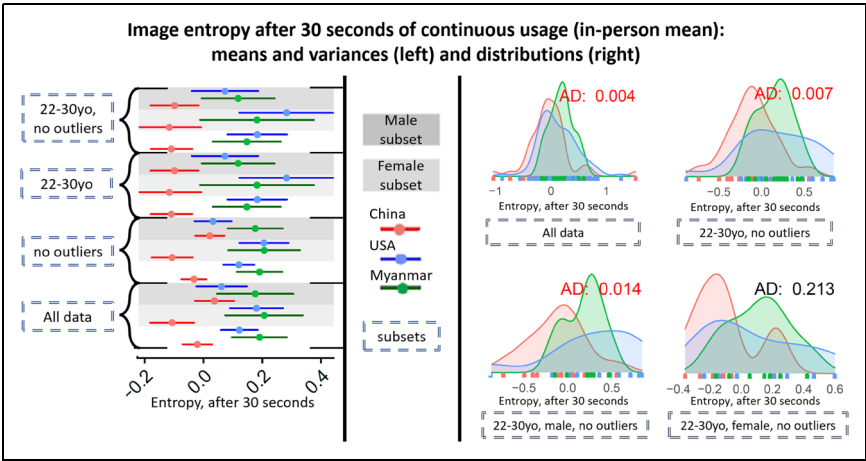 Image entropy after 30 seconds of continuous usage (in-person mean):
means and variances (left) and distributions (right)
22-30yo,
no outliers
22-30yo
no outliers
All data
−0.2
0.0
0.2
0.4
Entropy, after 30 seconds
Male
subset
Female
subset
China
USA
Myanmar
subsets
AD: 0.004
−1
0
1
Entropy, after 30 seconds
All data
AD: 0.007
−0.5
0.0
0.5
Entropy, after 30 seconds
22-30yo, no outliers
AD: 0.014
−0.5
0.0
0.5
Entropy, after 30 seconds
22-30yo, male, no outliers
AD: 0.213
−0.4
−0.2
0.0
0.2
0.4
0.6
Entropy, after 30 seconds
22-30yo, female, no outliers